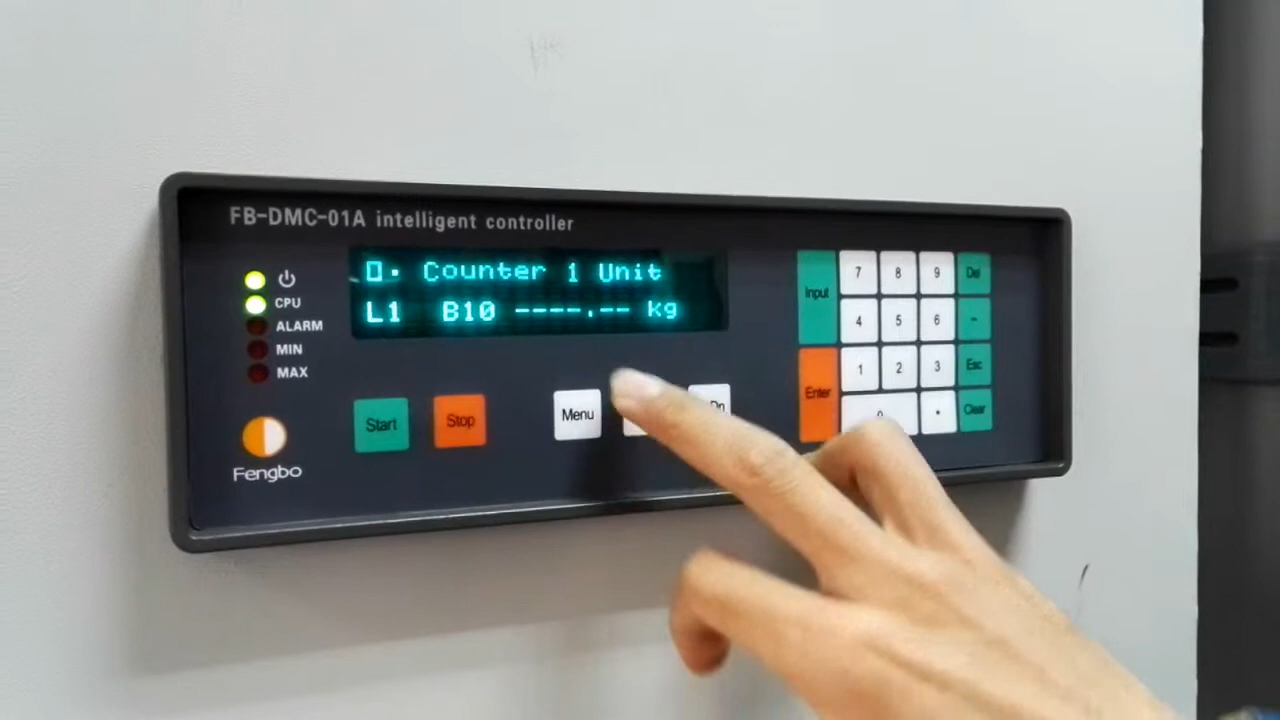 FB-DMC-01A intelligent controller
Counter 1 Unit
L1 B10 ----.-- kg
CPU
ALARM
MIN
MAX
Fengbo
Start
Stop
Menu
Input
Enter
7 8 9 Del
4 5 6 -
1 2 3 Esc
0 . Clear